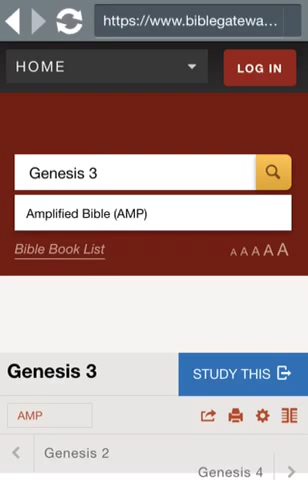 https://www.biblegatewa...
HOME
LOG IN
Genesis 3
Amplified Bible (AMP)
Bible Book List
A A A A A
Genesis 3
STUDY THIS
AMP
Genesis 2
Genesis 4